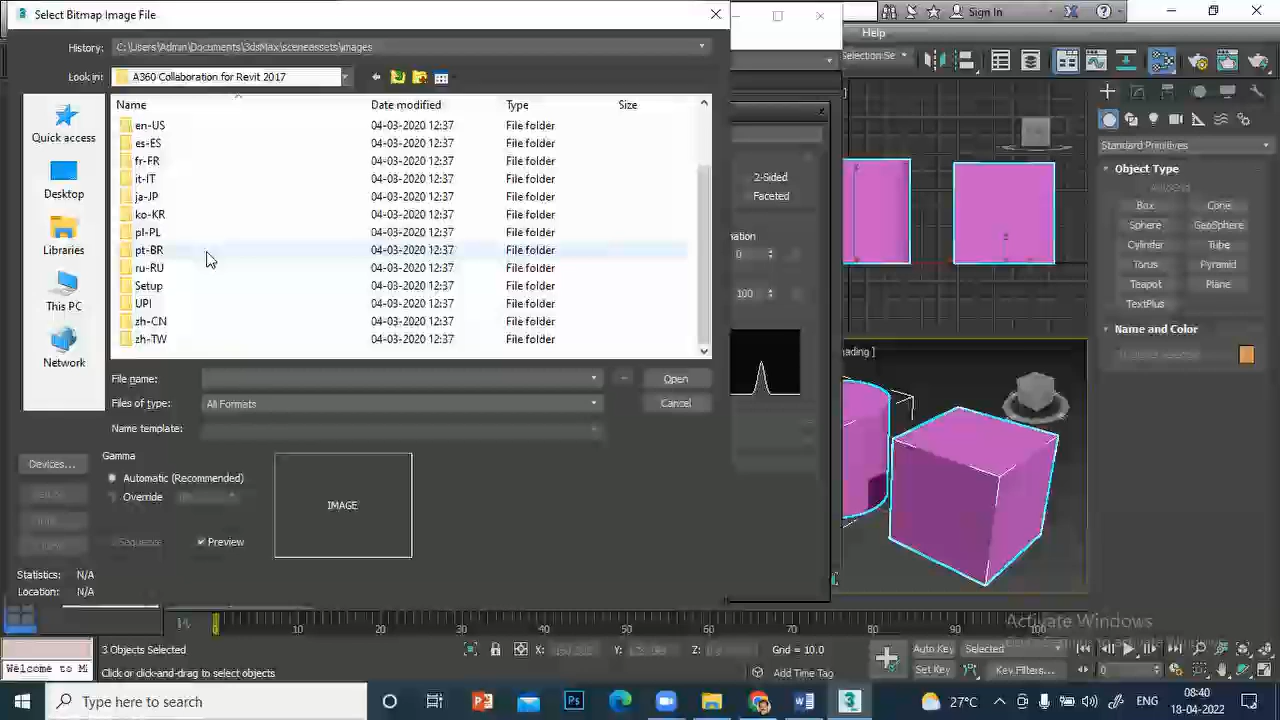 Select Bitmap Image File
Sign In
History: C:\Users\Admin\Documents\3dsMax\sceneassets\images
Help
Look in: A360 Collaboration for Revit 2017
Selection Se
Name Date modified Type Size
Quick access
Desktop
Libraries
This PC
Network
en-US 04-03-2020 12:37 File folder
es-ES 04-03-2020 12:37 File folder
fr-FR 04-03-2020 12:37 File folder
it-IT 04-03-2020 12:37 File folder
ja-JP 04-03-2020 12:37 File folder
ko-KR 04-03-2020 12:37 File folder
pl-PL 04-03-2020 12:37 File folder
pt-BR 04-03-2020 12:37 File folder
ru-RU 04-03-2020 12:37 File folder
Setup 04-03-2020 12:37 File folder
UPI 04-03-2020 12:37 File folder
zh-CN 04-03-2020 12:37 File folder
zh-TW 04-03-2020 12:37 File folder
File name: Open
Files of type: All Formats Cancel
Name template:
Devices...
Gamma
Automatic (Recommended)
Override
Sequence
Preview
IMAGE
Statistics: N/A
Location: N/A
2-Sided
Faceted
mation
0
100
ading ]
Standard Primitives
Object Type
AutoGrid
Box Cone
Sphere GeoSphere
Cylinder Tube
Torus Pyramid
Teapot Plane
TextPlus
Name and Color
Activate Windows
0 10 20 30 40 50 60 70 80 90 100
Welcome to M
3 Objects Selected
Click or click-and-drag to select objects
X: Y: Z: Grid = 10.0
Add Time Tag
Auto Key Selected
Set Key Key Filters...
0
Type here to search
27°C
ENG
08:40
18-04-2022